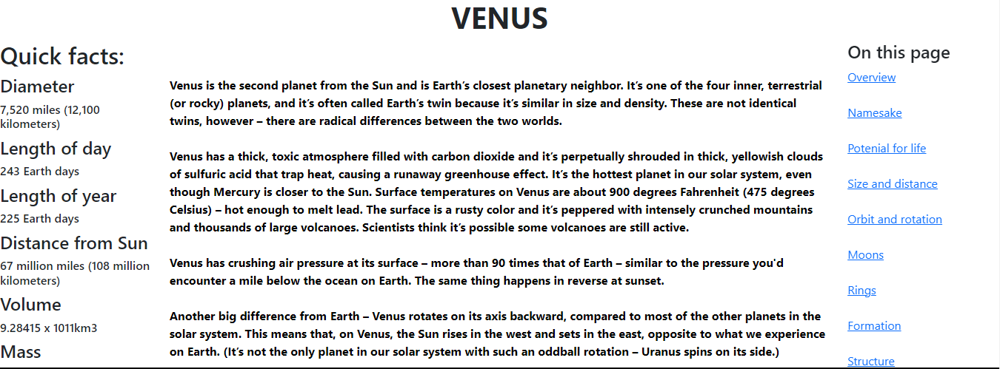 VENUS
Quick facts:
Diameter
7,520 miles (12,100
kilometers)
Length of day
243 Earth days
Length of year
225 Earth days
Distance from Sun
67 million miles (108 million
kilometers)
Volume
9.28415 x 1011km3
Mass
Venus is the second planet from the Sun and is Earth’s closest planetary neighbor. It’s one of the four inner, terrestrial
(or rocky) planets, and it’s often called Earth’s twin because it’s similar in size and density. These are not identical
twins, however – there are radical differences between the two worlds.
Venus has a thick, toxic atmosphere filled with carbon dioxide and it’s perpetually shrouded in thick, yellowish clouds
of sulfuric acid that trap heat, causing a runaway greenhouse effect. It’s the hottest planet in our solar system, even
though Mercury is closer to the Sun. Surface temperatures on Venus are about 900 degrees Fahrenheit (475 degrees
Celsius) – hot enough to melt lead. The surface is a rusty color and it’s peppered with intensely crunched mountains
and thousands of large volcanoes. Scientists think it’s possible some volcanoes are still active.
Venus has crushing air pressure at its surface – more than 90 times that of Earth – similar to the pressure you'd
encounter a mile below the ocean on Earth. The same thing happens in reverse at sunset.
Another big difference from Earth – Venus rotates on its axis backward, compared to most of the other planets in the
solar system. This means that, on Venus, the Sun rises in the west and sets in the east, opposite to what we experience
on Earth. (It’s not the only planet in our solar system with such an oddball rotation – Uranus spins on its side.)
On this page
Overview
Namesake
Potenial for life
Size and distance
Orbit and rotation
Moons
Rings
Formation
Structure